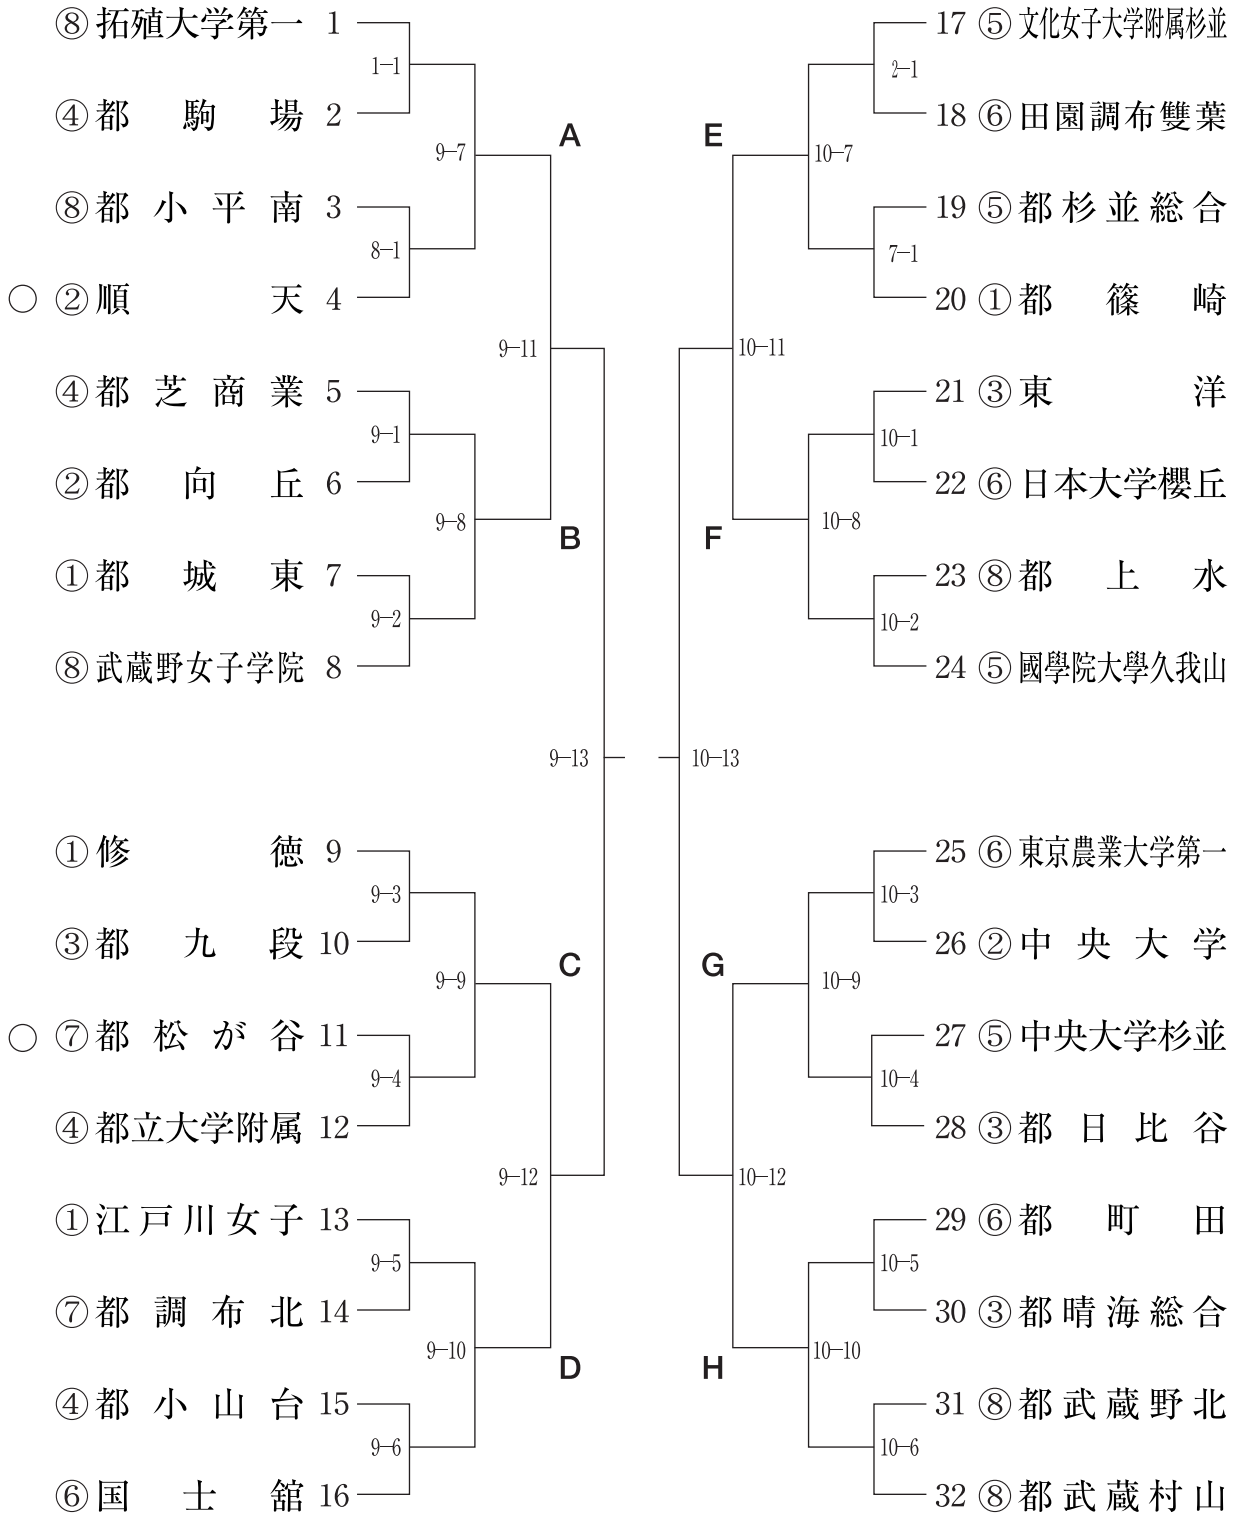 ⑧拓殖大学第一 1
1−1
④都駒場 2
9−7
A
⑧都小平南 3
8−1
○ ②順天 4
9−11
④都芝商業 5
9−1
②都向丘 6
9−8
B
①都城東 7
9−2
⑧武蔵野女子学院 8
9−13
①修徳 9
9−3
③都九段 10
9−9
C
○ ⑦都松が谷 11
9−4
④都立大学附属 12
9−12
①江戸川女子 13
9−5
⑦都調布北 14
9−10
D
④都小山台 15
9−6
⑥国士舘 16
17 ⑤文化女子大学附属杉並
2−1
18 ⑥田園調布雙葉
E
10−7
19 ⑤都杉並総合
7−1
20 ①都篠崎
10−11
21 ③東洋
10−1
22 ⑥日本大学櫻丘
10−8
F
23 ⑧都上水
10−2
24 ⑤國學院大學久我山
10−13
25 ⑥東京農業大学第一
10−3
26 ②中央大学
G
10−9
27 ⑤中央大学杉並
10−4
28 ③都日比谷
10−12
29 ⑥都町田
10−5
30 ③都晴海総合
10−10
H
31 ⑧都武蔵野北
10−6
32 ⑧都武蔵村山